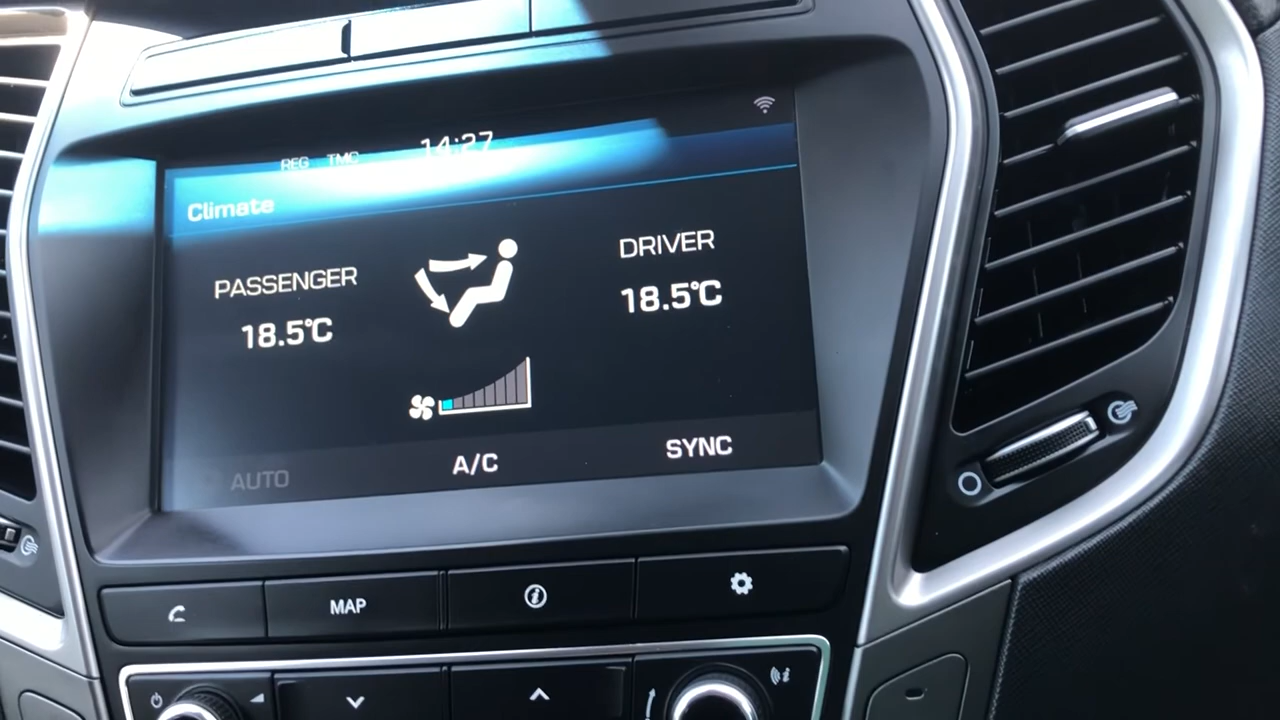 14:27
REG TMC
Climate
PASSENGER
18.5°C
DRIVER
18.5°C
AUTO
A/C
SYNC
MAP